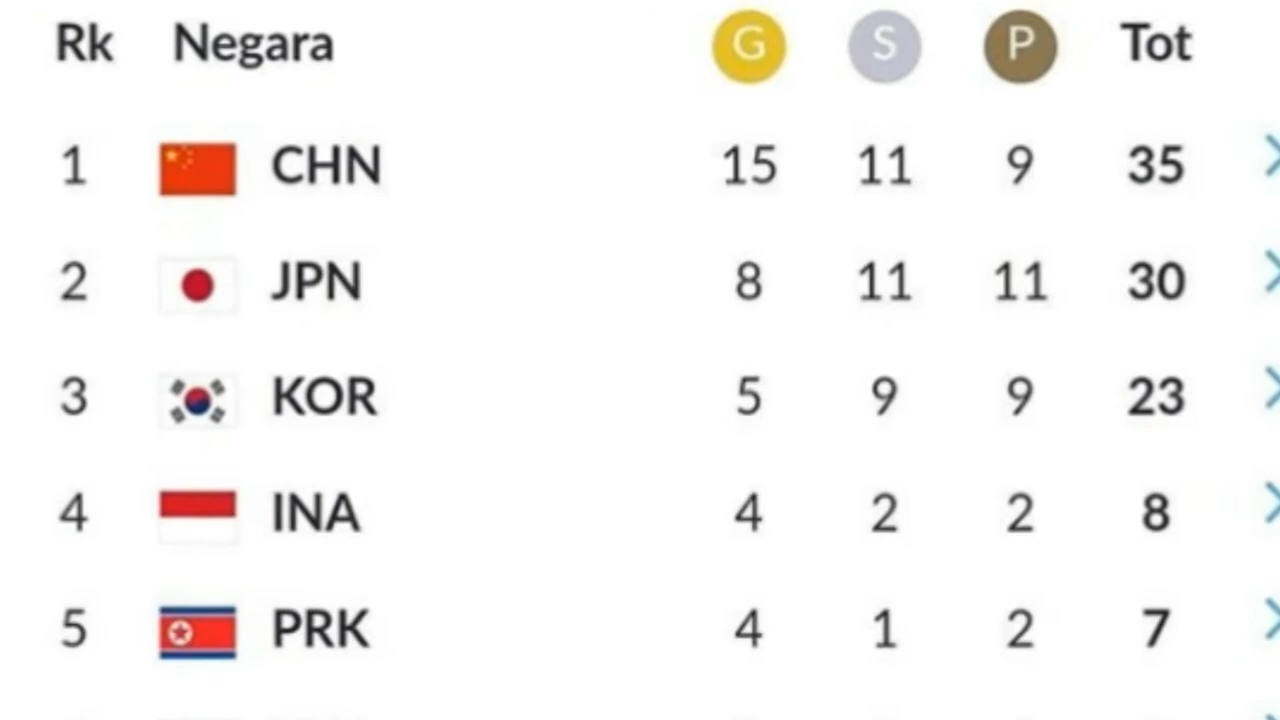 Rk Negara G S P Tot
1 CHN 15 11 9 35
2 JPN 8 11 11 30
3 KOR 5 9 9 23
4 INA 4 2 2 8
5 PRK 4 1 2 7